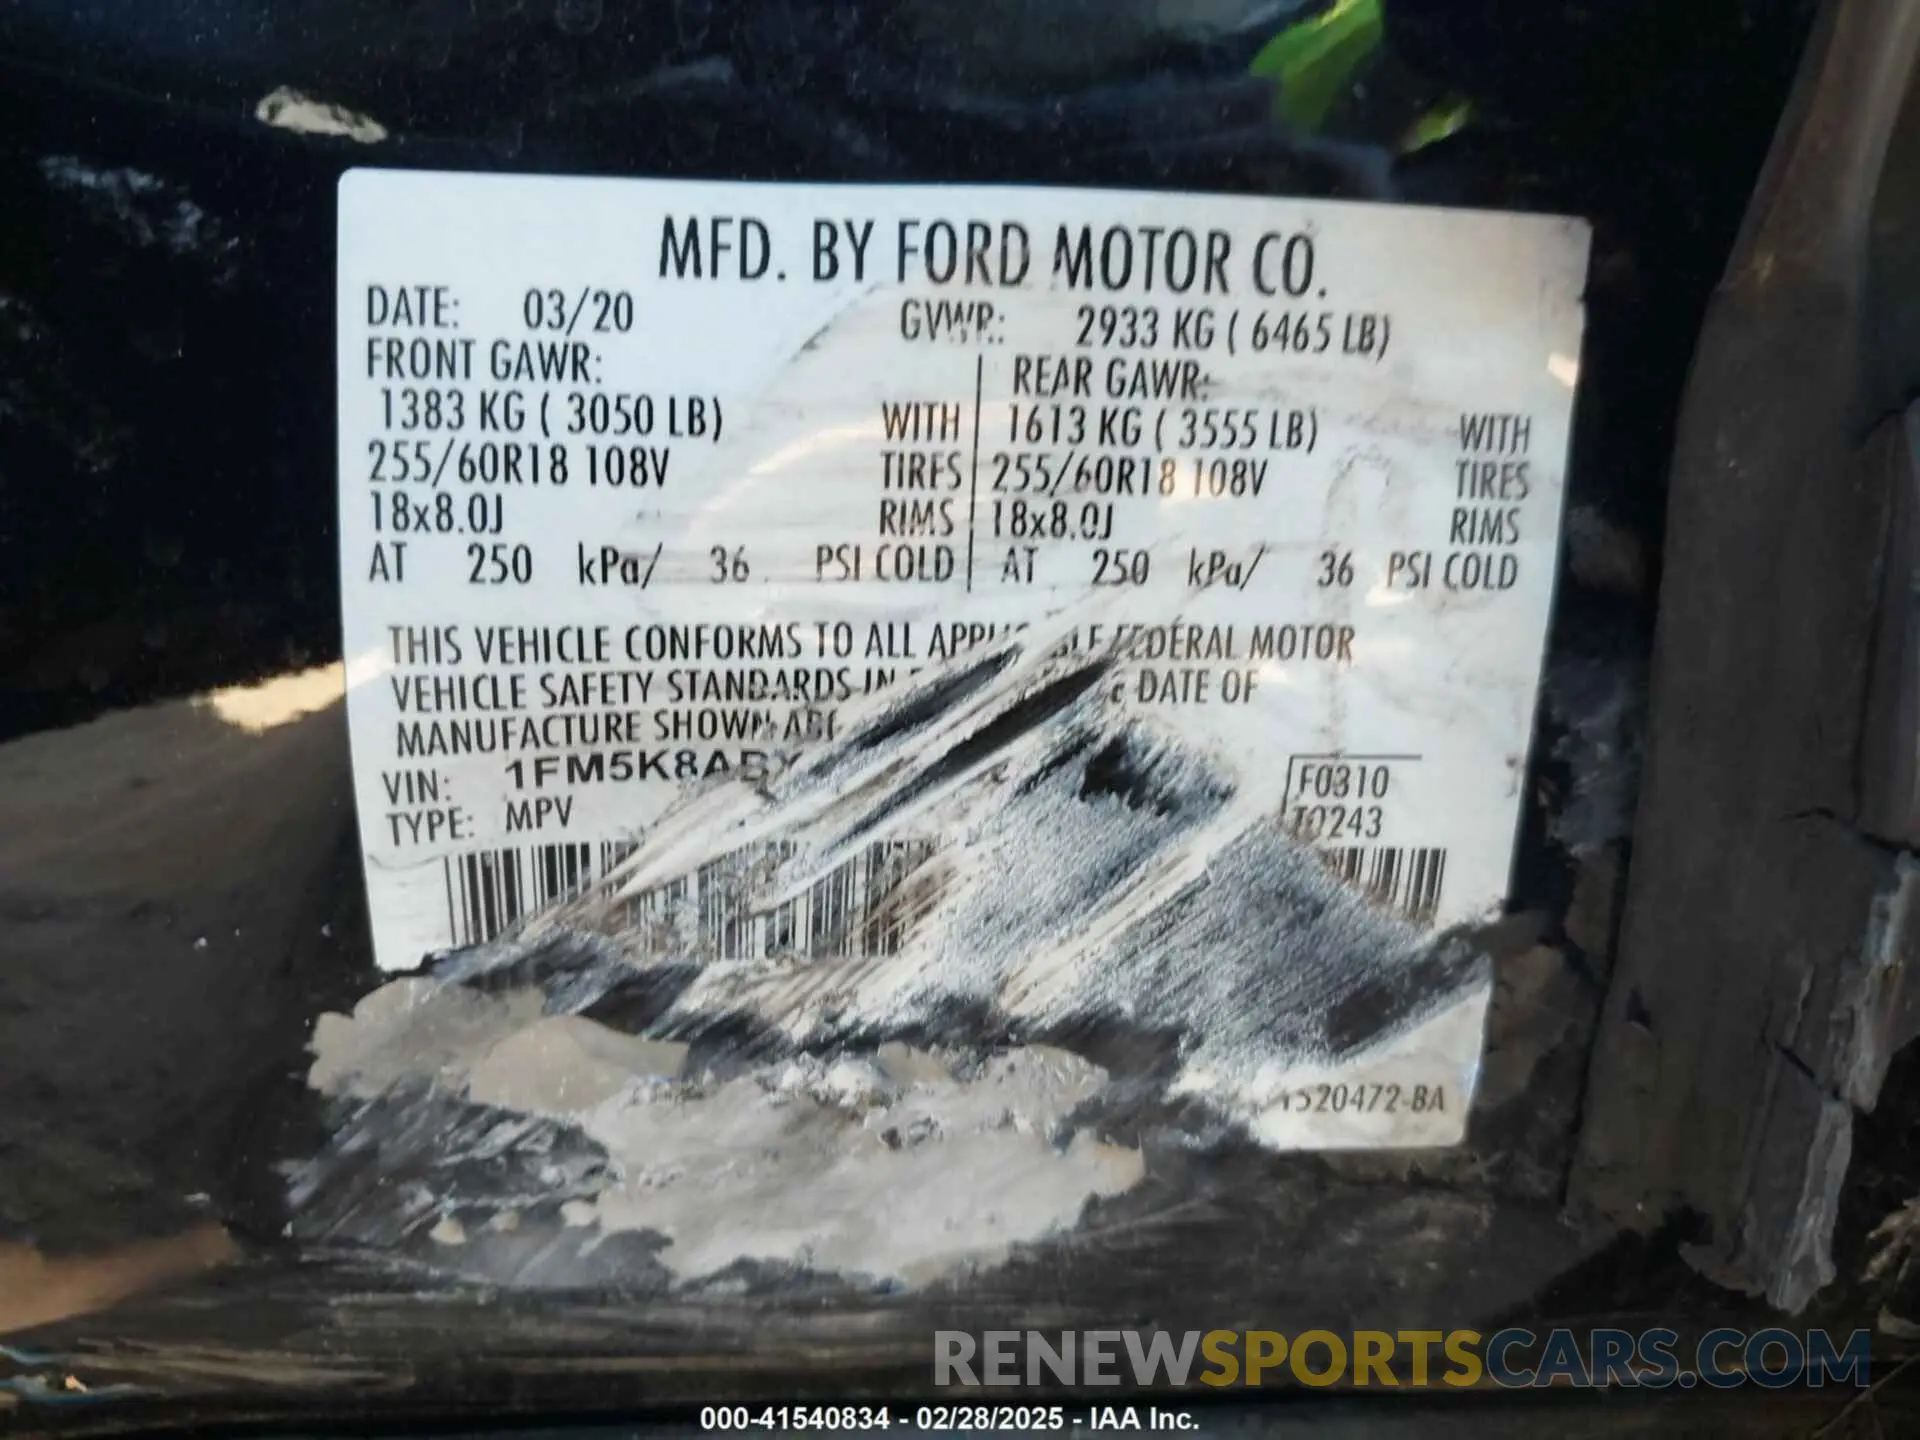 MFD. BY FORD MOTOR CO.
DATE: 03/20 GVWR: 2933 KG ( 6465 LB)
FRONT GAWR: REAR GAWR:
1383 KG ( 3050 LB) WITH 1613 KG ( 3555 LB) WITH
255/60R18 108V TIRES 255/60R18 108V TIRES
18x8.0J RIMS 18x8.0J RIMS
AT 250 kPa/ 36 PSI COLD AT 250 kPa/ 36 PSI COLD
THIS VEHICLE CONFORMS TO ALL FEDERAL MOTOR
VEHICLE SAFETY STANDARDS IN DATE OF
MANUFACTURE SHOWN
VIN: F0310
TYPE: MPV T0243
RENEWSPORTSCARS.COM
000-41540834 - 02/28/2025 - IAA Inc.